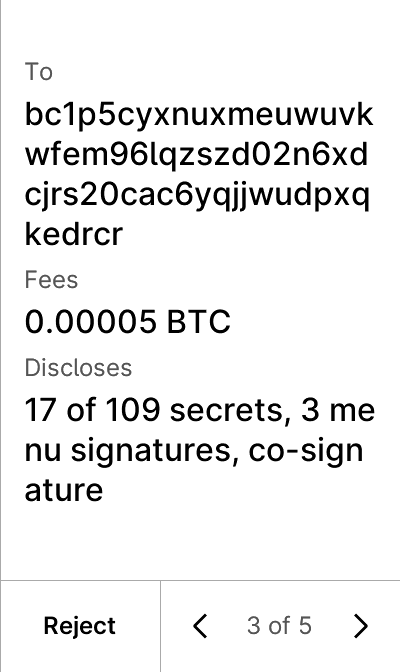 To
bc1p5cyxnuxmeuwuvk
wfem96lqzszd02n6xd
cjrs20cac6yqjjwudpxq
kedrcr
Fees
0.00005 BTC
Discloses
17 of 109 secrets, 3 me
nu signatures, co-sign
ature
Reject
3 of 5